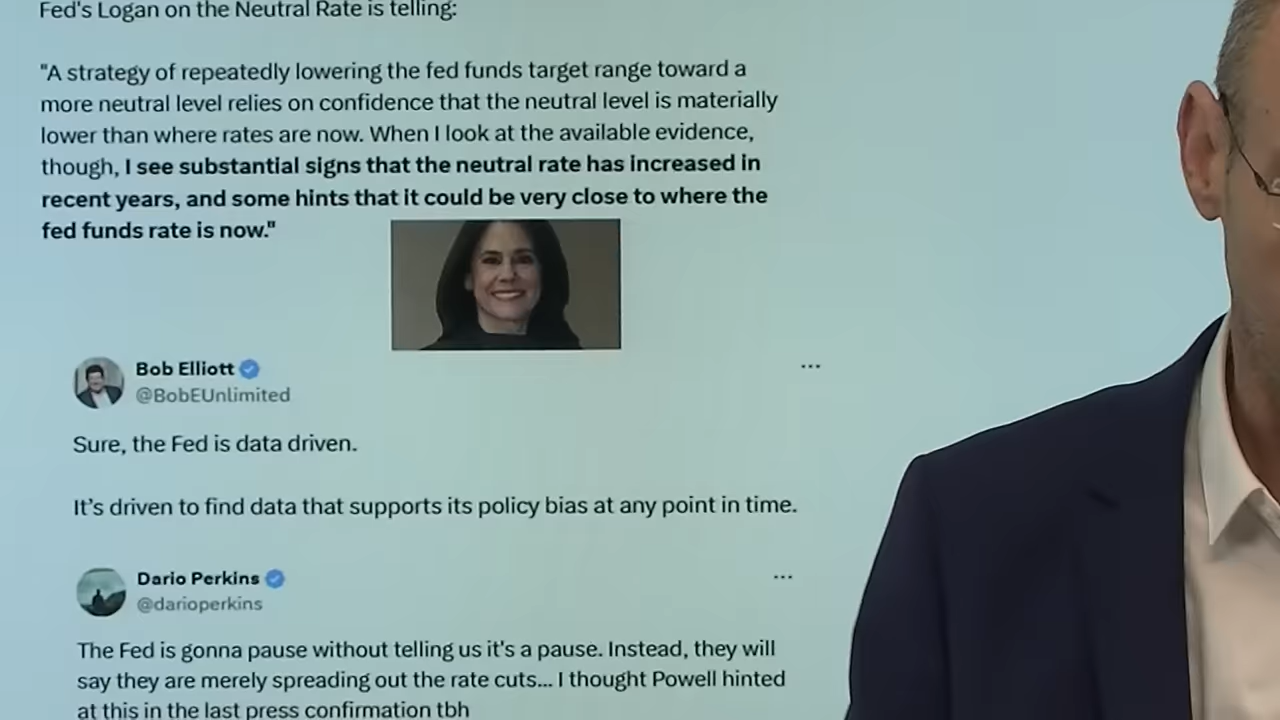 Fed's Logan on the Neutral Rate is telling:
"A strategy of repeatedly lowering the fed funds target range toward a
more neutral level relies on confidence that the neutral level is materially
lower than where rates are now. When I look at the available evidence,
though, I see substantial signs that the neutral rate has increased in
recent years, and some hints that it could be very close to where the
fed funds rate is now."
Bob Elliott
@BobEUnlimited
...
Sure, the Fed is data driven.
It’s driven to find data that supports its policy bias at any point in time.
Dario Perkins
@darioperkins
...
The Fed is gonna pause without telling us it's a pause. Instead, they will
say they are merely spreading out the rate cuts... I thought Powell hinted
at this in the last press confirmation tbh